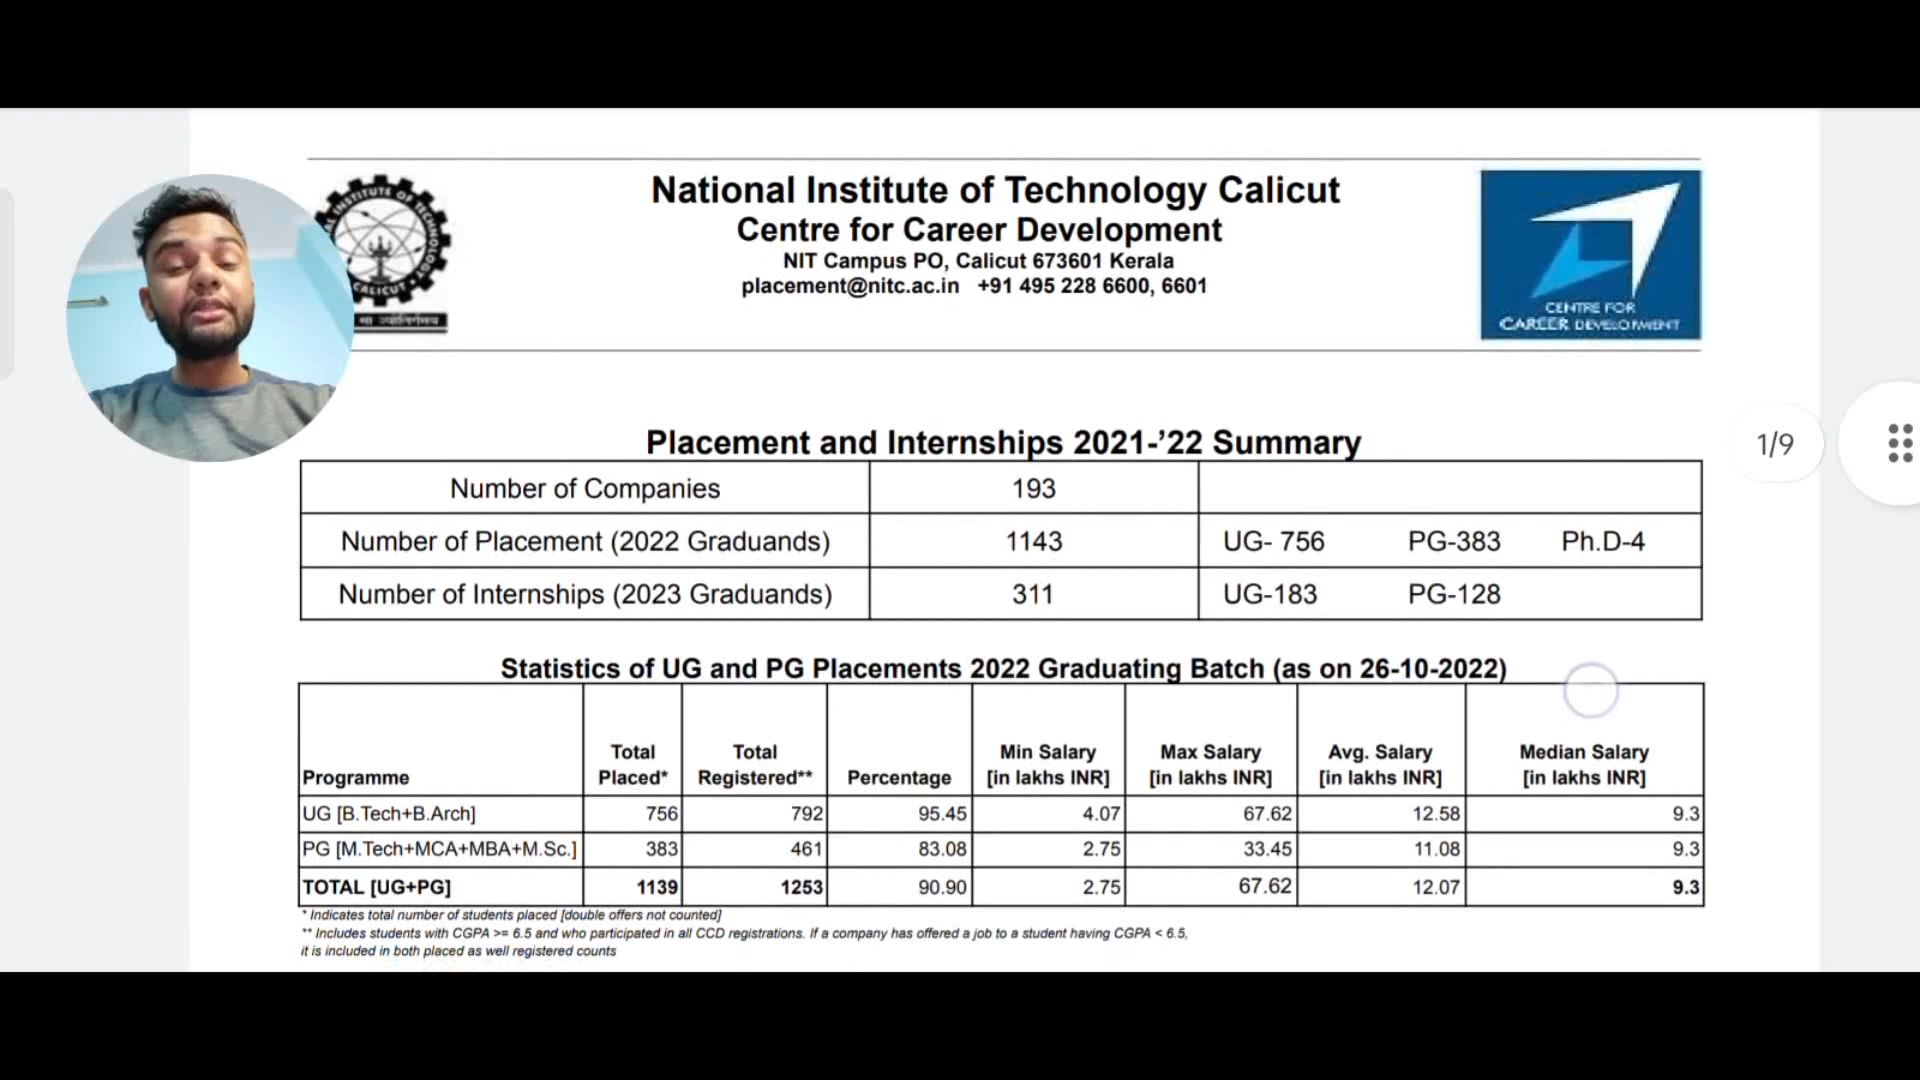 National Institute of Technology Calicut
Centre for Career Development
NIT Campus PO, Calicut 673601 Kerala
placement@nitc.ac.in +91 495 228 6600, 6601
INSTITUTE OF TECHNOLOGY
CALICUT
CENTRE FOR
CAREER DEVELOPMENT
Placement and Internships 2021-’22 Summary
1/9
Number of Companies 193
Number of Placement (2022 Graduands) 1143 UG- 756 PG-383 Ph.D-4
Number of Internships (2023 Graduands) 311 UG-183 PG-128
Statistics of UG and PG Placements 2022 Graduating Batch (as on 26-10-2022)
Programme Total Placed* Total Registered** Percentage Min Salary [in lakhs INR] Max Salary [in lakhs INR] Avg. Salary [in lakhs INR] Median Salary [in lakhs INR]
UG [B.Tech+B.Arch] 756 792 95.45 4.07 67.62 12.58 9.3
PG [M.Tech+MCA+MBA+M.Sc.] 383 461 83.08 2.75 33.45 11.08 9.3
TOTAL [UG+PG] 1139 1253 90.90 2.75 67.62 12.07 9.3
* Indicates total number of students placed [double offers not counted]
** Includes students with CGPA >= 6.5 and who participated in all CCD registrations. If a company has offered a job to a student having CGPA < 6.5,
it is included in both placed as well registered counts